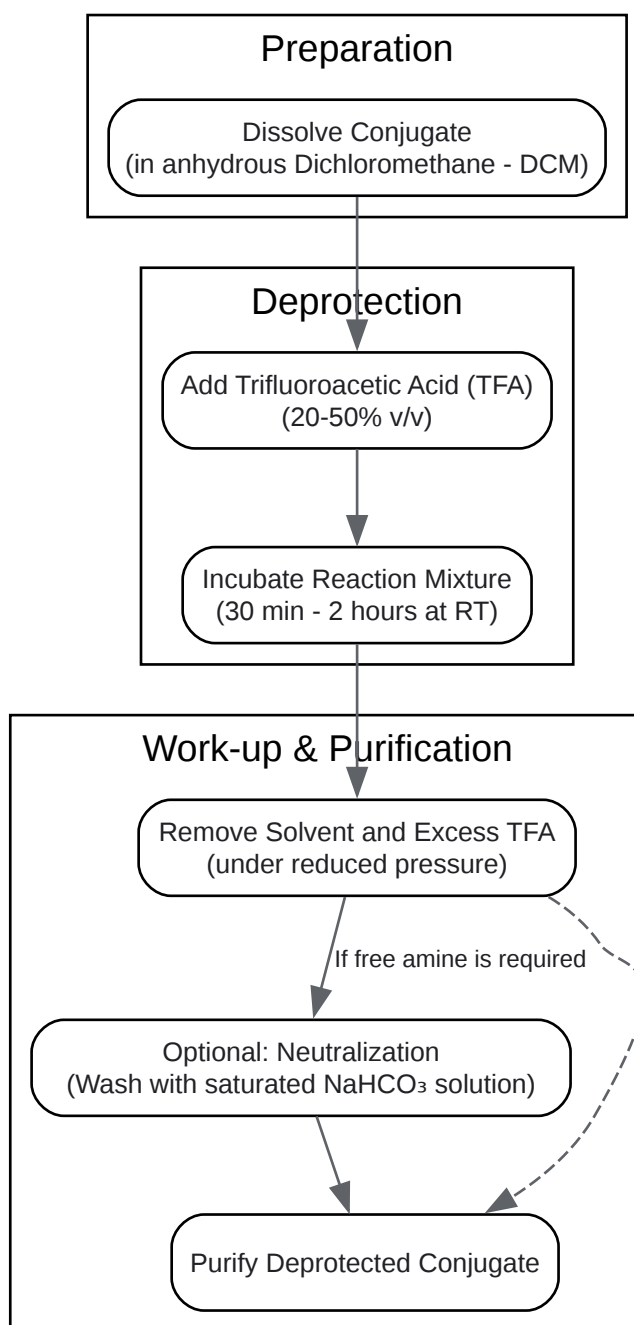 Preparation
Dissolve Conjugate
(in anhydrous Dichloromethane - DCM)
Deprotection
Add Trifluoroacetic Acid (TFA)
(20-50% v/v)
Incubate Reaction Mixture
(30 min - 2 hours at RT)
Work-up & Purification
Remove Solvent and Excess TFA
(under reduced pressure)
If free amine is required
Optional: Neutralization
(Wash with saturated NaHCO₃ solution)
Purify Deprotected Conjugate